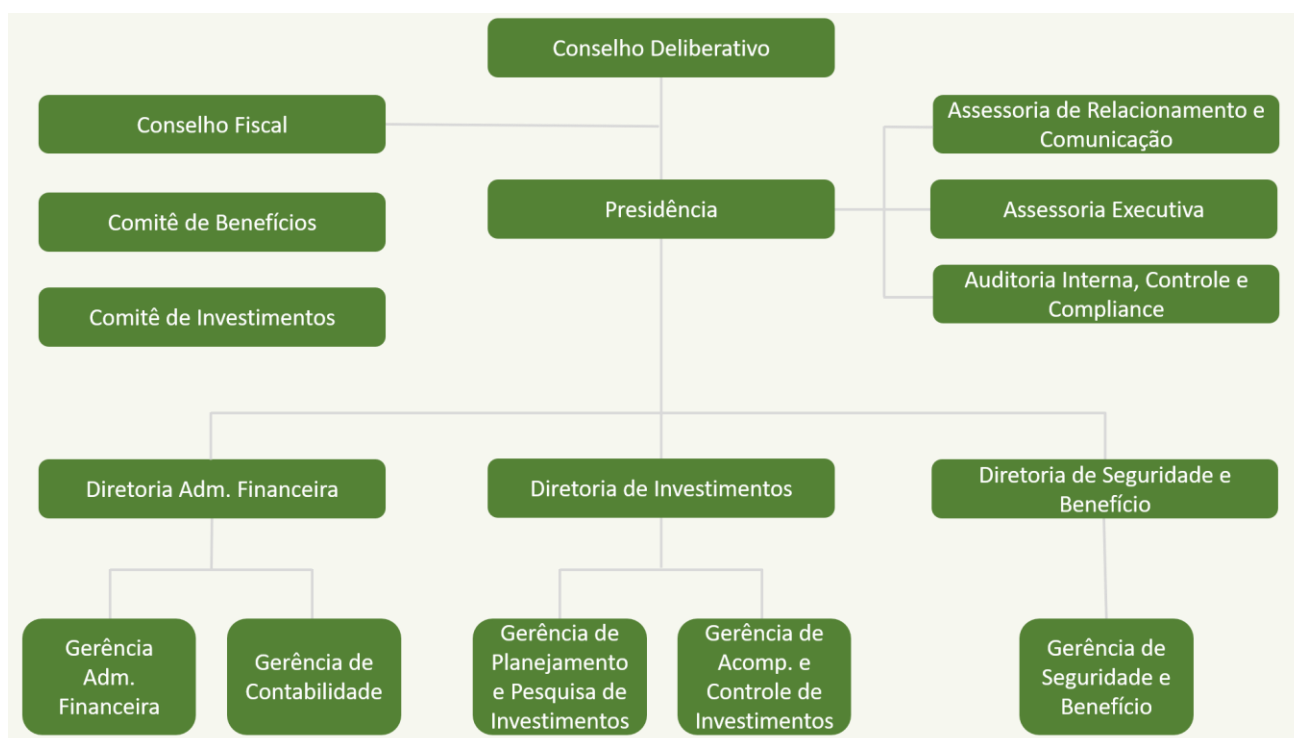 Conselho Deliberativo
Conselho Fiscal
Assessoria de Relacionamento e
Comunicação
Comitê de Benefícios
Presidência
Assessoria Executiva
Comitê de Investimentos
Auditoria Interna, Controle e
Compliance
Diretoria Adm. Financeira
Diretoria de Investimentos
Diretoria de Seguridade e
Benefício
Gerência
Adm.
Financeira
Gerência de
Contabilidade
Gerência de
Planejamento
e Pesquisa de
Investimentos
Gerência de
Acomp. e
Controle de
Investimentos
Gerência de
Seguridade e
Benefício